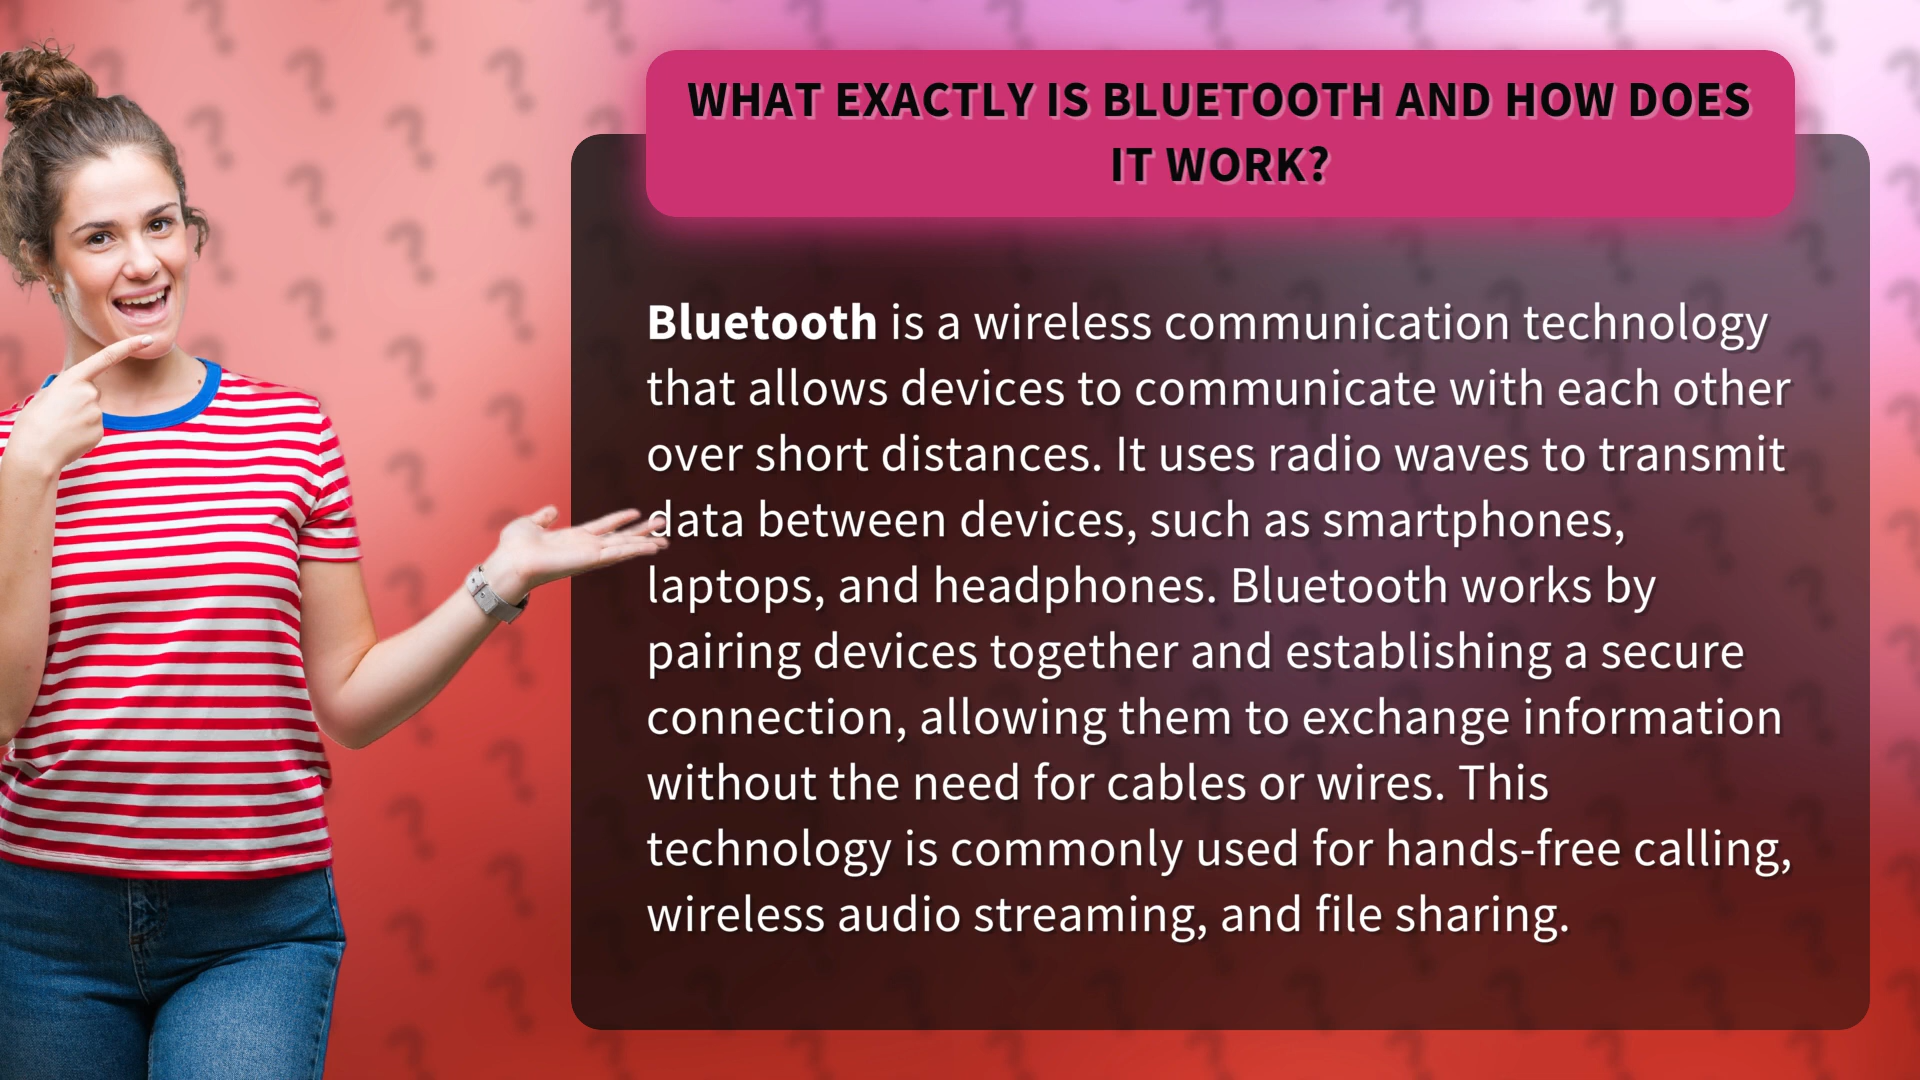 WHAT EXACTLY IS BLUETOOTH AND HOW DOES
IT WORK?
Bluetooth is a wireless communication technology
that allows devices to communicate with each other
over short distances. It uses radio waves to transmit
data between devices, such as smartphones,
laptops, and headphones. Bluetooth works by
pairing devices together and establishing a secure
connection, allowing them to exchange information
without the need for cables or wires. This
technology is commonly used for hands-free calling,
wireless audio streaming, and file sharing.